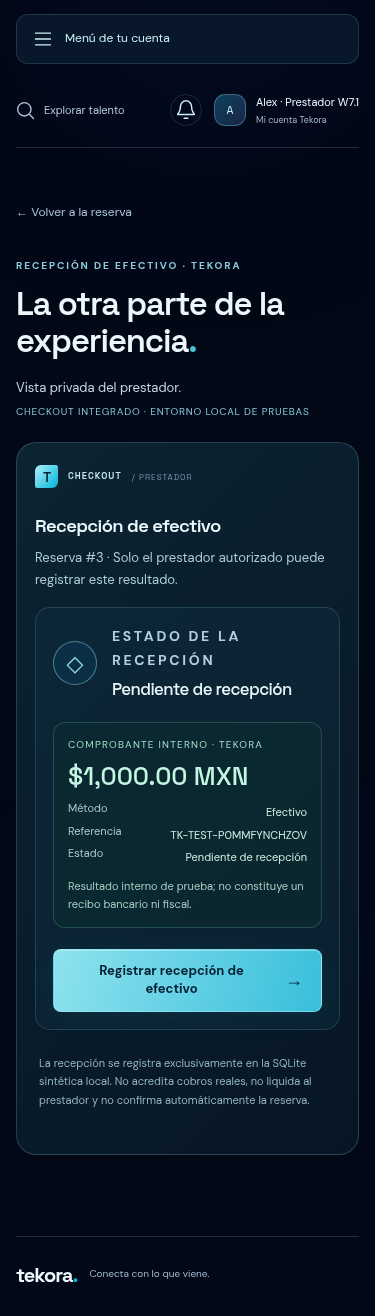 Menú de tu cuenta
Explorar talento
A
Alex · Prestador W7.1
Mi cuenta Tekora
← Volver a la reserva
RECEPCIÓN DE EFECTIVO · TEKORA
La otra parte de la
experiencia.
Vista privada del prestador.
CHECKOUT INTEGRADO · ENTORNO LOCAL DE PRUEBAS
T CHECKOUT / PRESTADOR
Recepción de efectivo
Reserva #3 · Solo el prestador autorizado puede
registrar este resultado.
ESTADO DE LA
RECEPCIÓN
Pendiente de recepción
COMPROBANTE INTERNO · TEKORA
$1,000.00 MXN
Método Efectivo
Referencia TK-TEST-P0MMFYNCHZOV
Estado Pendiente de recepción
Resultado interno de prueba; no constituye un
recibo bancario ni fiscal.
Registrar recepción de
efectivo →
La recepción se registra exclusivamente en la SQLite
sintética local. No acredita cobros reales, no liquida al
prestador y no confirma automáticamente la reserva.
tekora. Conecta con lo que viene.